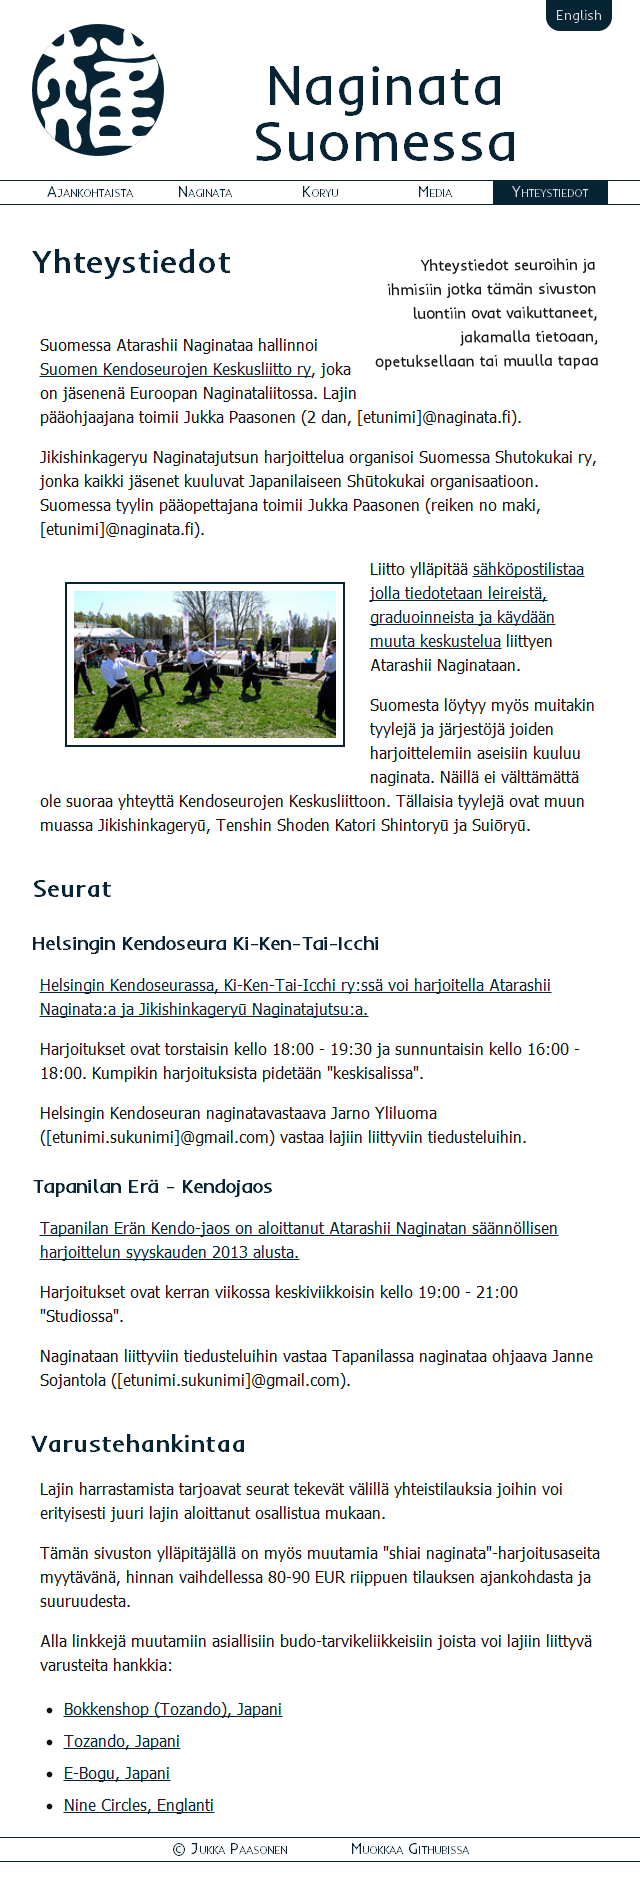 English
Naginata
Suomessa
Ajankohtaista Naginata Koryu Media Yhteystiedot
Yhteystiedot
Yhteystiedot seuroihin ja
ihmisiin jotka tämän sivuston
luontiin ovat vaikuttaneet,
jakamalla tietoaan,
opetuksellaan tai muulla tapaa
Suomessa Atarashii Naginataa hallinnoi
Suomen Kendoseurojen Keskusliitto ry, joka
on jäsenenä Euroopan Naginataliitossa. Lajin
pääohjaajana toimii Jukka Paasonen (2 dan, [etunimi]@naginata.fi).
Jikishinkageryu Naginatajutsun harjoittelua organisoi Suomessa Shutokukai ry,
jonka kaikki jäsenet kuuluvat Japanilaiseen Shūtokukai organisaatioon.
Suomessa tyylin pääopettajana toimii Jukka Paasonen (reiken no maki,
[etunimi]@naginata.fi).
Liitto ylläpitää sähköpostilistaa
jolla tiedotetaan leireistä,
graduoinneista ja käydään
muuta keskustelua liittyen
Atarashii Naginataan.
Suomesta löytyy myös muitakin
tyylejä ja järjestöjä joiden
harjoittelemiin aseisiin kuuluu
naginata. Näillä ei välttämättä
ole suoraa yhteyttä Kendoseurojen Keskusliittoon. Tällaisia tyylejä ovat muun
muassa Jikishinkageryū, Tenshin Shoden Katori Shintoryū ja Suiōryū.
Seurat
Helsingin Kendoseura Ki-Ken-Tai-Icchi
Helsingin Kendoseurassa, Ki-Ken-Tai-Icchi ry:ssä voi harjoitella Atarashii
Naginata:a ja Jikishinkageryū Naginatajutsu:a.
Harjoitukset ovat torstaisin kello 18:00 - 19:30 ja sunnuntaisin kello 16:00 -
18:00. Kumpikin harjoituksista pidetään "keskisalissa".
Helsingin Kendoseuran naginatavastaava Jarno Yliluoma
([etunimi.sukunimi]@gmail.com) vastaa lajiin liittyviin tiedusteluihin.
Tapanilan Erä - Kendojaos
Tapanilan Erän Kendo-jaos on aloittanut Atarashii Naginatan säännöllisen
harjoittelun syyskauden 2013 alusta.
Harjoitukset ovat kerran viikossa keskiviikkoisin kello 19:00 - 21:00
"Studiossa".
Naginataan liittyviin tiedusteluihin vastaa Tapanilassa naginataa ohjaava Janne
Sojantola ([etunimi.sukunimi]@gmail.com).
Varustehankintaa
Lajin harrastamista tarjoavat seurat tekevät välillä yhteistilauksia joihin voi
erityisesti juuri lajin aloittanut osallistua mukaan.
Tämän sivuston ylläpitäjällä on myös muutamia "shiai naginata"-harjoitusaseita
myytävänä, hinnan vaihdellessa 80-90 EUR riippuen tilauksen ajankohdasta ja
suuruudesta.
Alla linkkejä muutamiin asiallisiin budo-tarvikeliikkeisiin joista voi lajiin liittyvä
varusteita hankkia:
• Bokkenshop (Tozando), Japani
• Tozando, Japani
• E-Bogu, Japani
• Nine Circles, Englanti
© Jukka Paasonen Muokkaa Githubissa